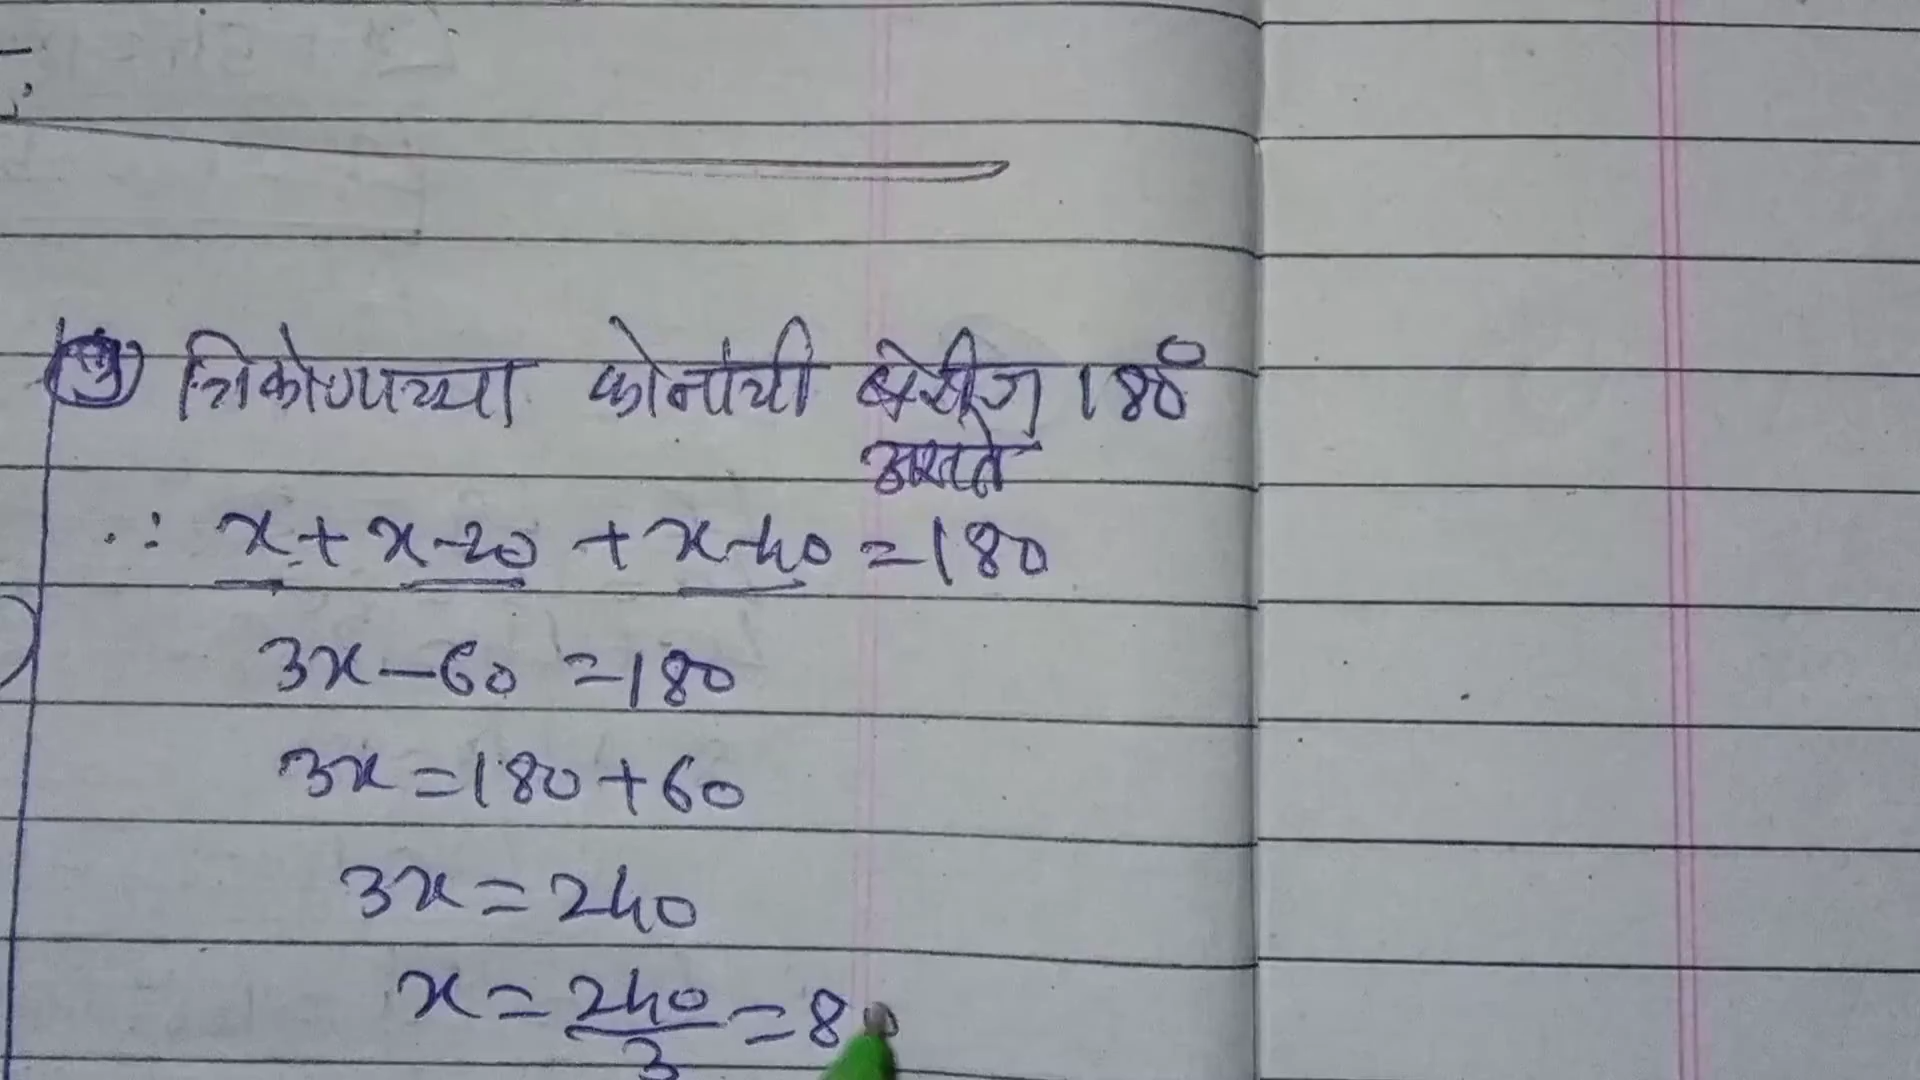 त्रिकोणाच्या कोनांची बेरीज 180°
असते
∴ x + x-20 + x-40 = 180
3x - 60 = 180
3x = 180 + 60
3x = 240
x = 240/3 = 80